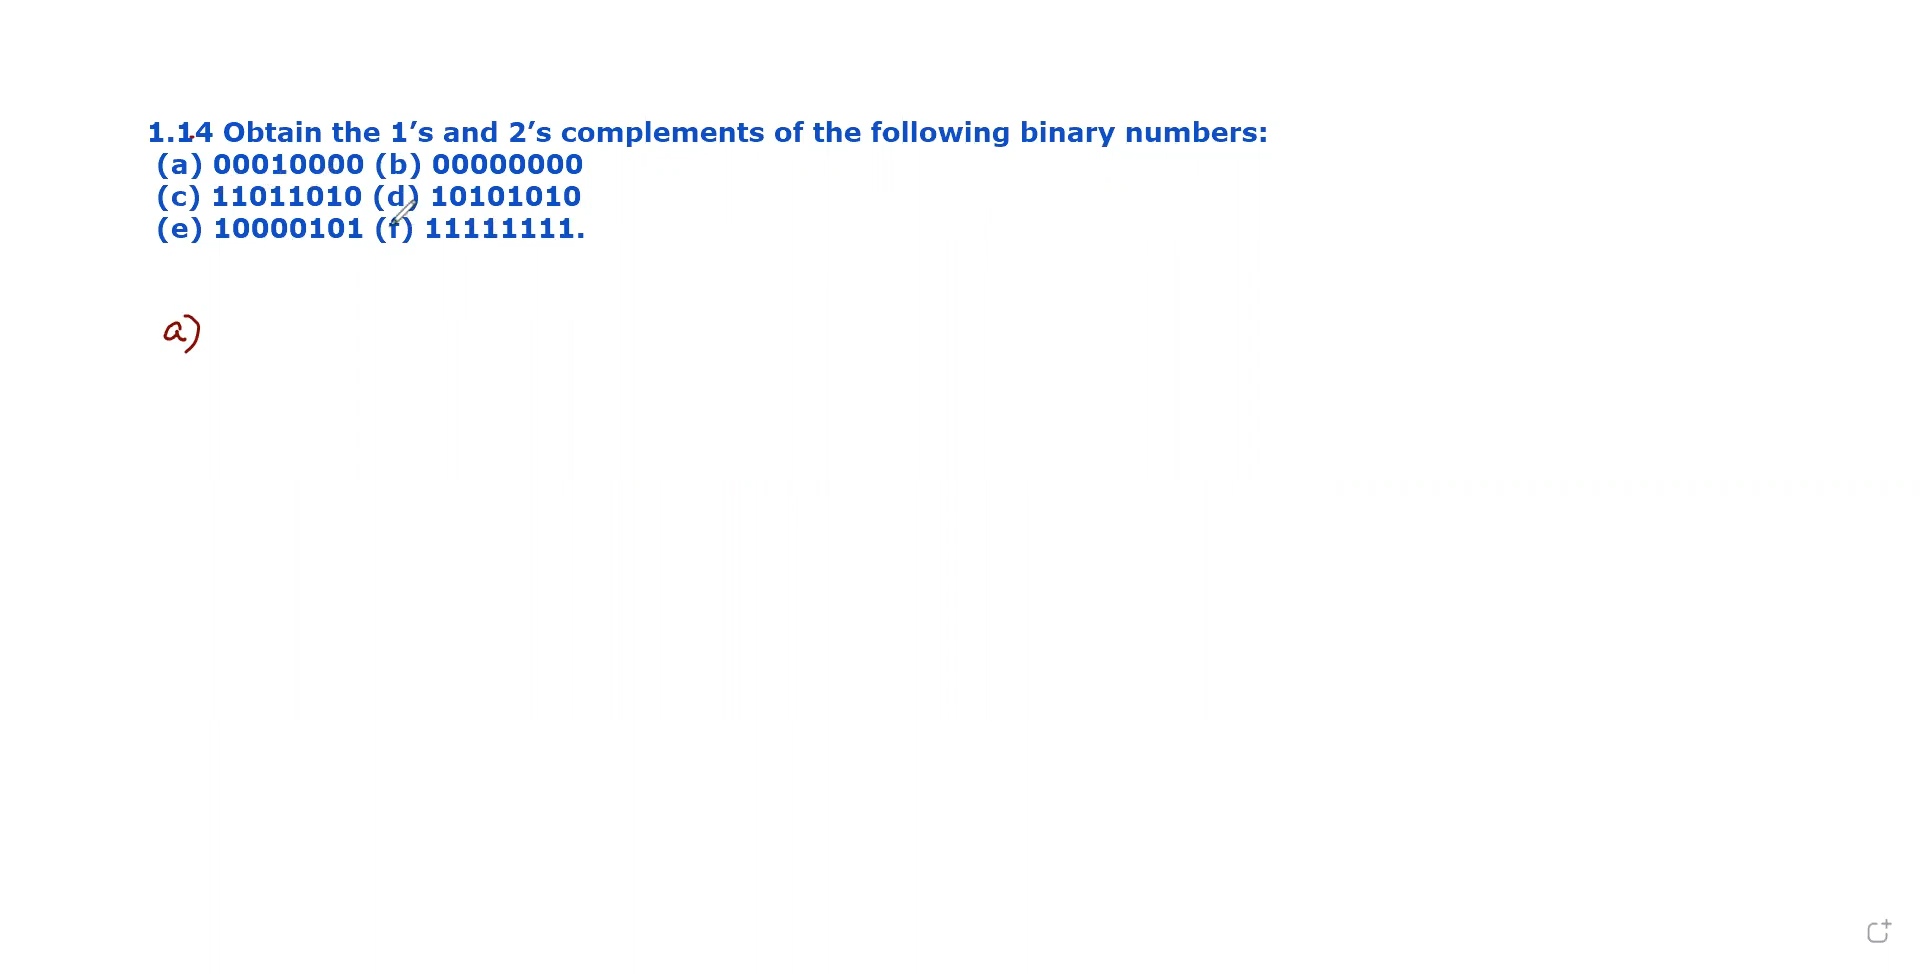 1.14 Obtain the 1’s and 2’s complements of the following binary numbers:
(a) 00010000 (b) 00000000
(c) 11011010 (d) 10101010
(e) 10000101 (f) 11111111.
a)